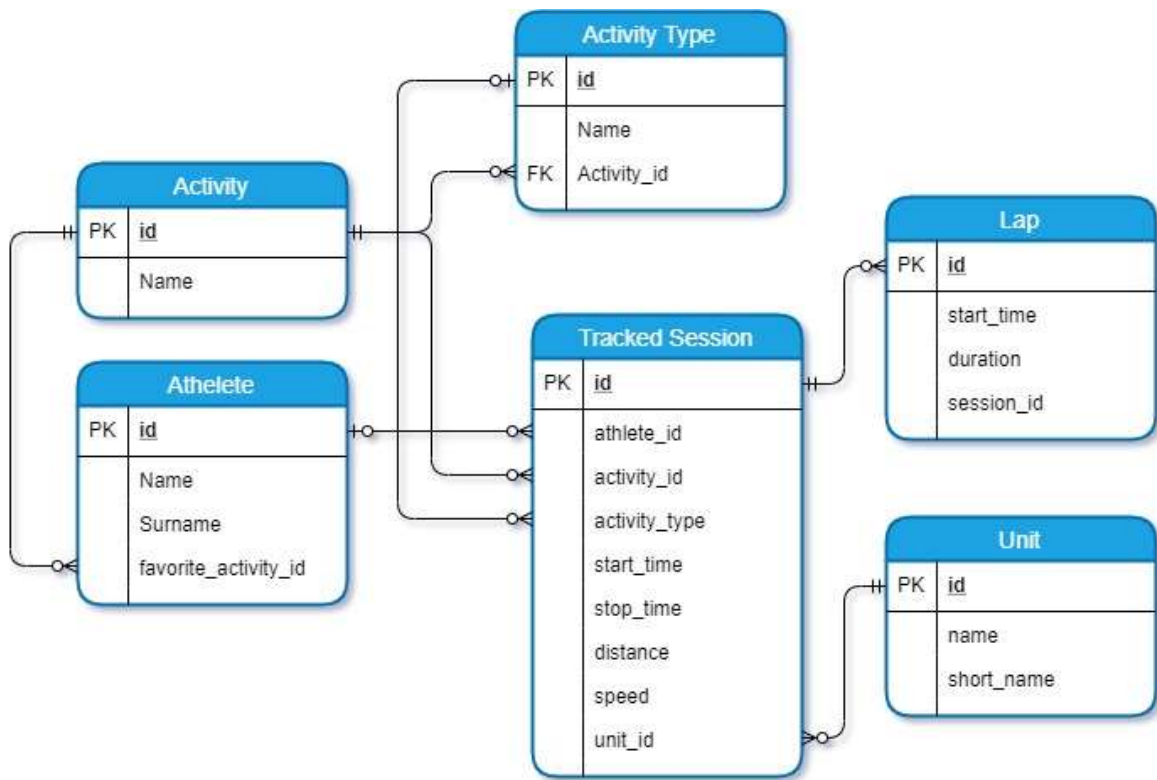 Activity Type
PK id
Name
FK Activity_id
Activity
PK id
Name
Athelete
PK id
Name
Surname
favorite_activity_id
Tracked Session
PK id
athlete_id
activity_id
activity_type
start_time
stop_time
distance
speed
unit_id
Lap
PK id
start_time
duration
session_id
Unit
PK id
name
short_name